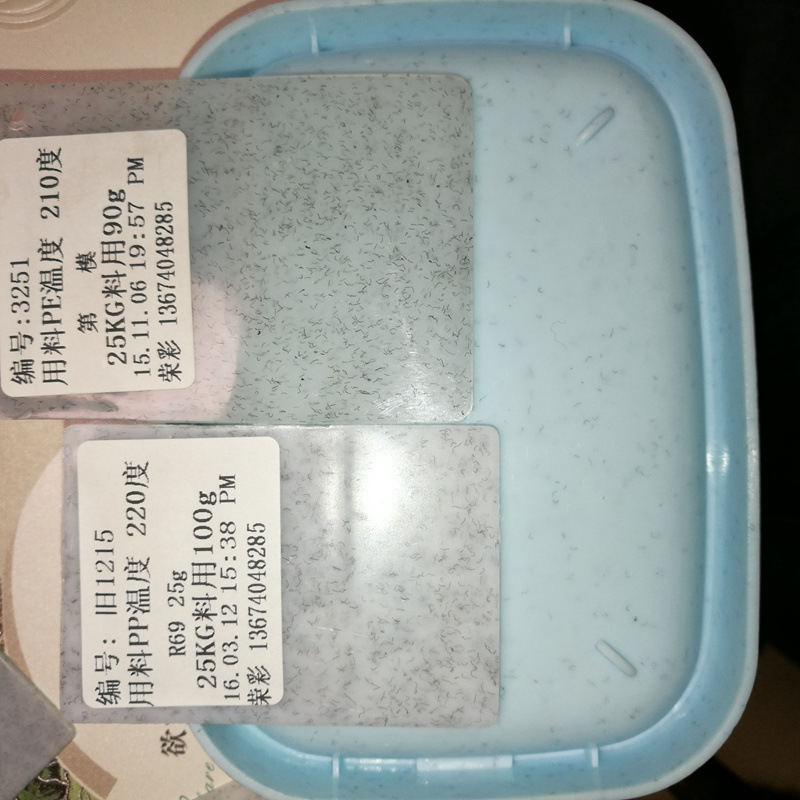 编号:3251
用料PE温度 210度
第 模
25KG料用90g
15.11.06 19:57 PM
荣彩 13674048285
编号: 旧1215
用料PP温度 220度
R69 25g
25KG料用100g
16.03.12 15:38 PM
荣彩 13674048285
欲